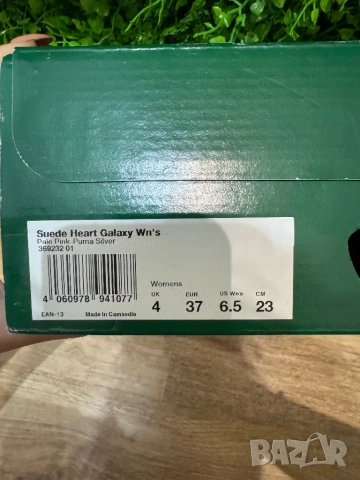 Suede Heart Galaxy Wn's
Pale Pink-Puma Silver
369232 01
4 060978 941077
EAN-13 Made in Cambodia
Womens
UK EUR US Wn's CM
4 37 6.5 23
BAZAR